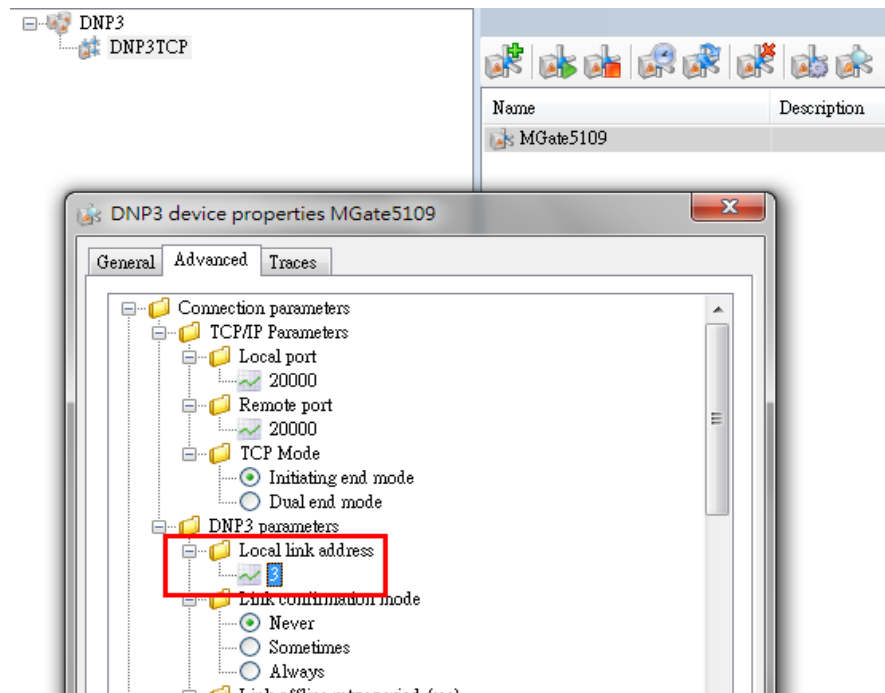 DNP3
DNP3TCP
Name Description
MGate5109
DNP3 device properties MGate5109
General Advanced Traces
Connection parameters
TCP/IP Parameters
Local port
20000
Remote port
20000
TCP Mode
Initiating end mode
Dual end mode
DNP3 parameters
Local link address
3
Link confirmation mode
Never
Sometimes
Always